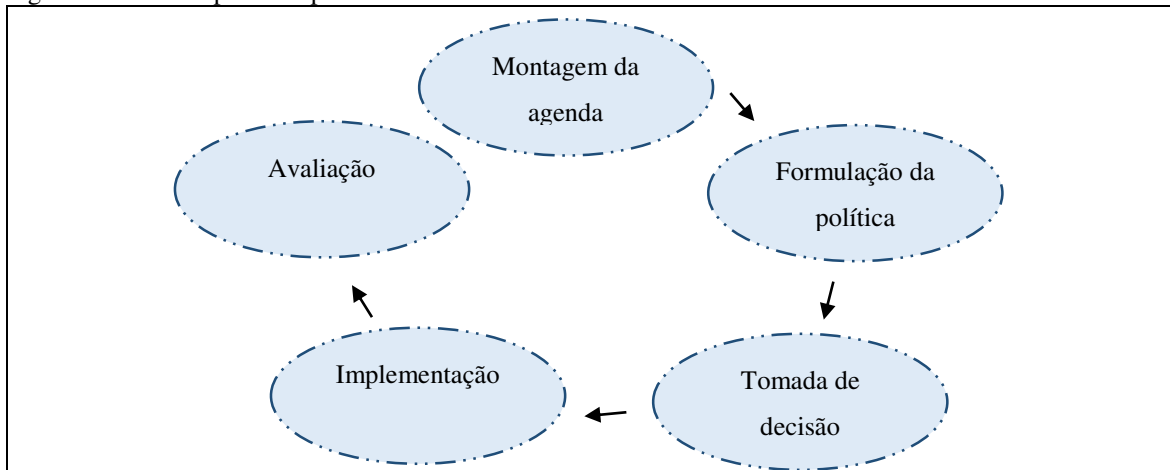 Montagem da
agenda
Formulação da
política
Tomada de
decisão
Implementação
Avaliação